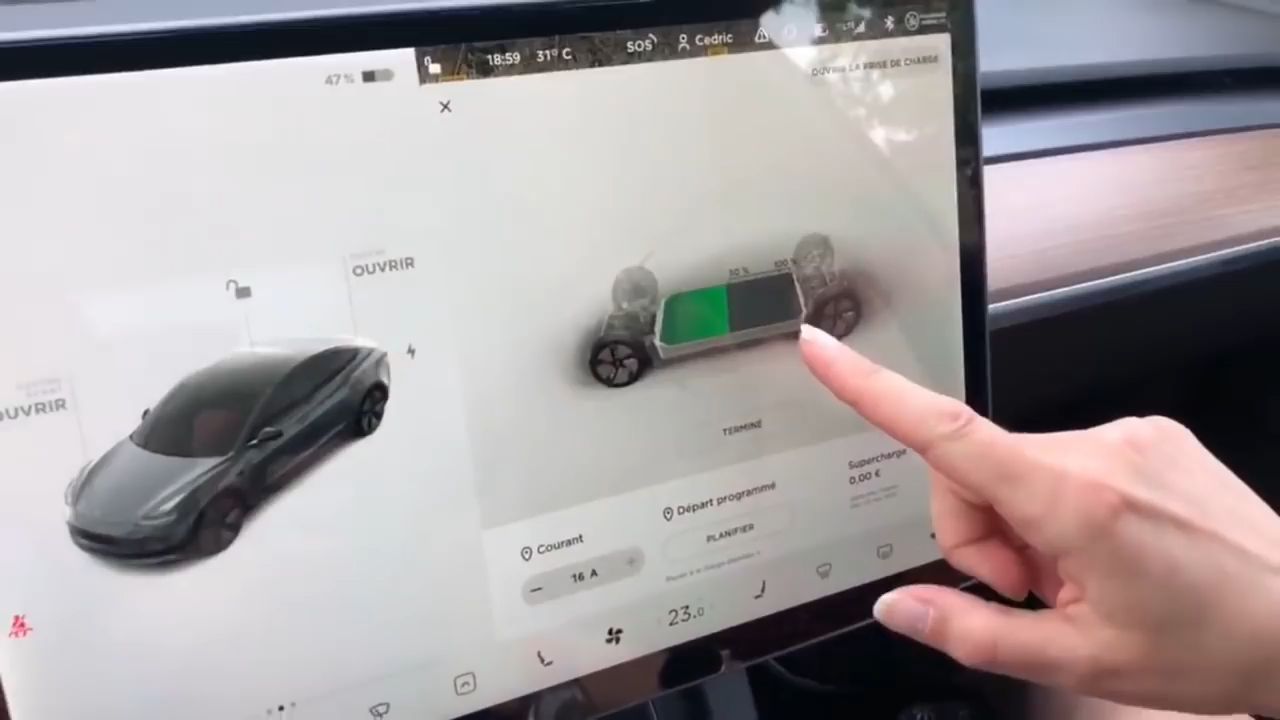 47 %
18:59 31° C SOS Cedric LTE
OUVRIR LA PRISE DE CHARGE
OUVRIR
OUVRIR
50 % 100 %
TERMINÉ
Supercharge
0,00 €
Départ programmé
PLANIFIER
Courant
16 A
23.0